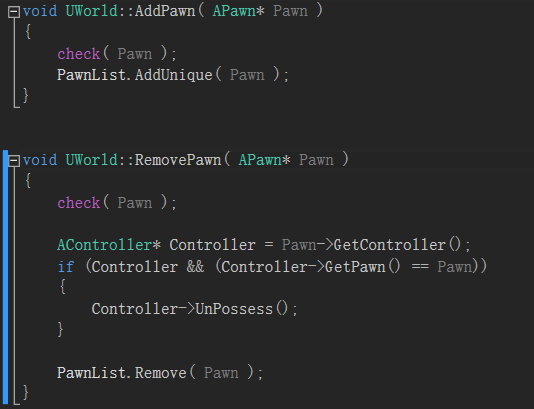 void UWorld::AddPawn( APawn* Pawn )
{
check( Pawn );
PawnList.AddUnique( Pawn );
}
void UWorld::RemovePawn( APawn* Pawn )
{
check( Pawn );
AController* Controller = Pawn->GetController();
if (Controller && (Controller->GetPawn() == Pawn))
{
Controller->UnPossess();
}
PawnList.Remove( Pawn );
}